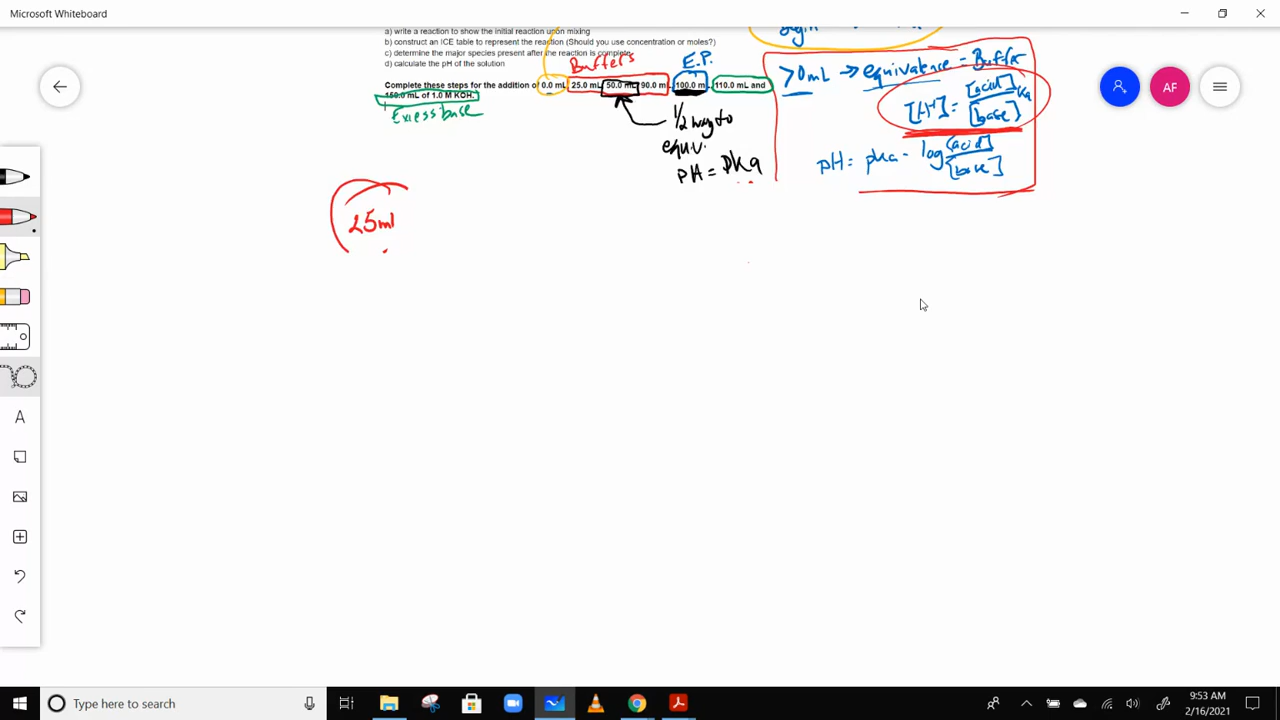 Microsoft Whiteboard
begin
a) write a reaction to show the initial reaction upon mixing
b) construct an ICE table to represent the reaction (Should you use concentration or moles?)
c) determine the major species present after the reaction is complete
d) calculate the pH of the solution
Buffers
E.P.
Complete these steps for the addition of 0.0 mL 25.0 mL 50.0 mL 90.0 m 100.0 m 110.0 mL and
150.0 mL of 1.0 M KOH.
Excess base
1/2 way to
equiv.
pH = pKa
>0mL → equivalence = Buffer
[H+] = [acid] Ka
[base]
pH = pKa - log [acid]
[base]
25ml
AF
A
Type here to search
9:53 AM
2/16/2021